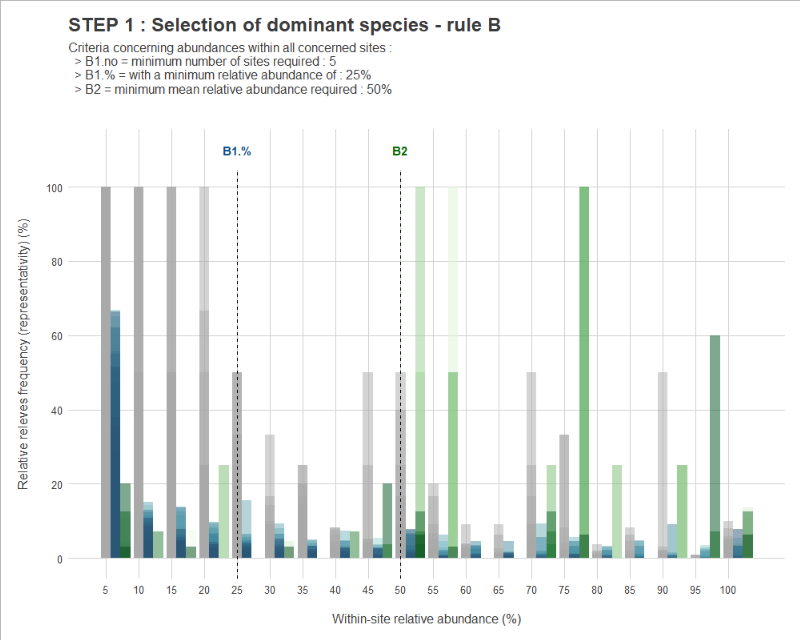 STEP 1 : Selection of dominant species - rule B
Criteria concerning abundances within all concerned sites :
> B1.no = minimum number of sites required : 5
> B1.% = with a minimum relative abundance of : 25%
> B2 = minimum mean relative abundance required : 50%
B1.% B2
100
80
60
40
20
0
Relative releves frequency (representativity) (%)
5 10 15 20 25 30 35 40 45 50 55 60 65 70 75 80 85 90 95 100
Within-site relative abundance (%)